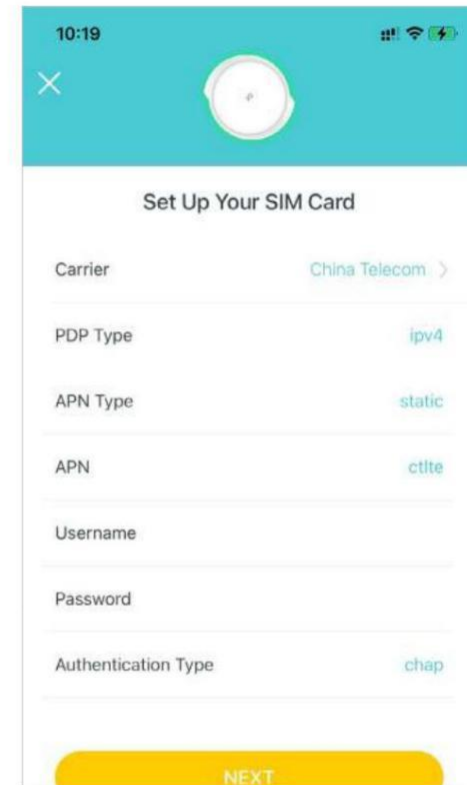 10:19
Set Up Your SIM Card
Carrier China Telecom
PDP Type ipv4
APN Type static
APN ctlte
Username
Password
Authentication Type chap
NEXT